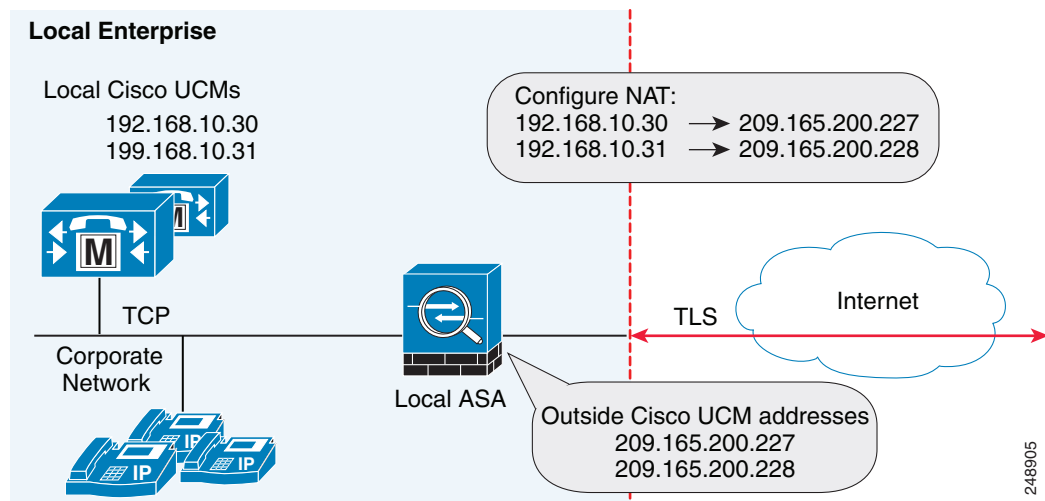 Local Enterprise
Local Cisco UCMs
192.168.10.30
199.168.10.31
Configure NAT:
192.168.10.30 → 209.165.200.227
192.168.10.31 → 209.165.200.228
M
M
TCP
Corporate
Network
IP
IP
IP
Local ASA
TLS
Internet
Outside Cisco UCM addresses
209.165.200.227
209.165.200.228
248905